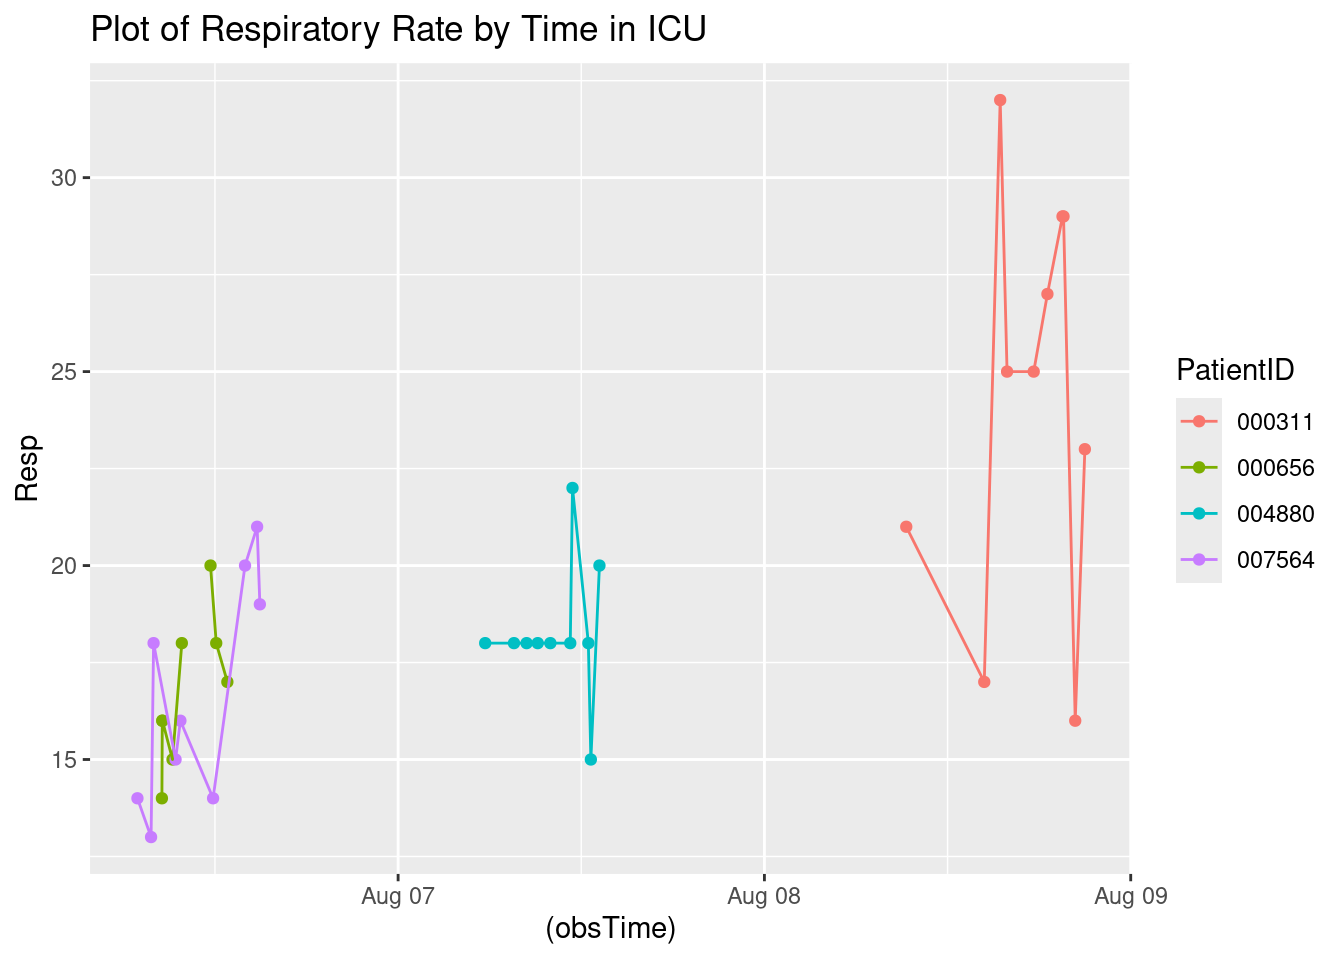 Plot of Respiratory Rate by Time in ICU
30
25
20
15
Resp
Aug 07
Aug 08
Aug 09
(obsTime)
PatientID
000311
000656
004880
007564